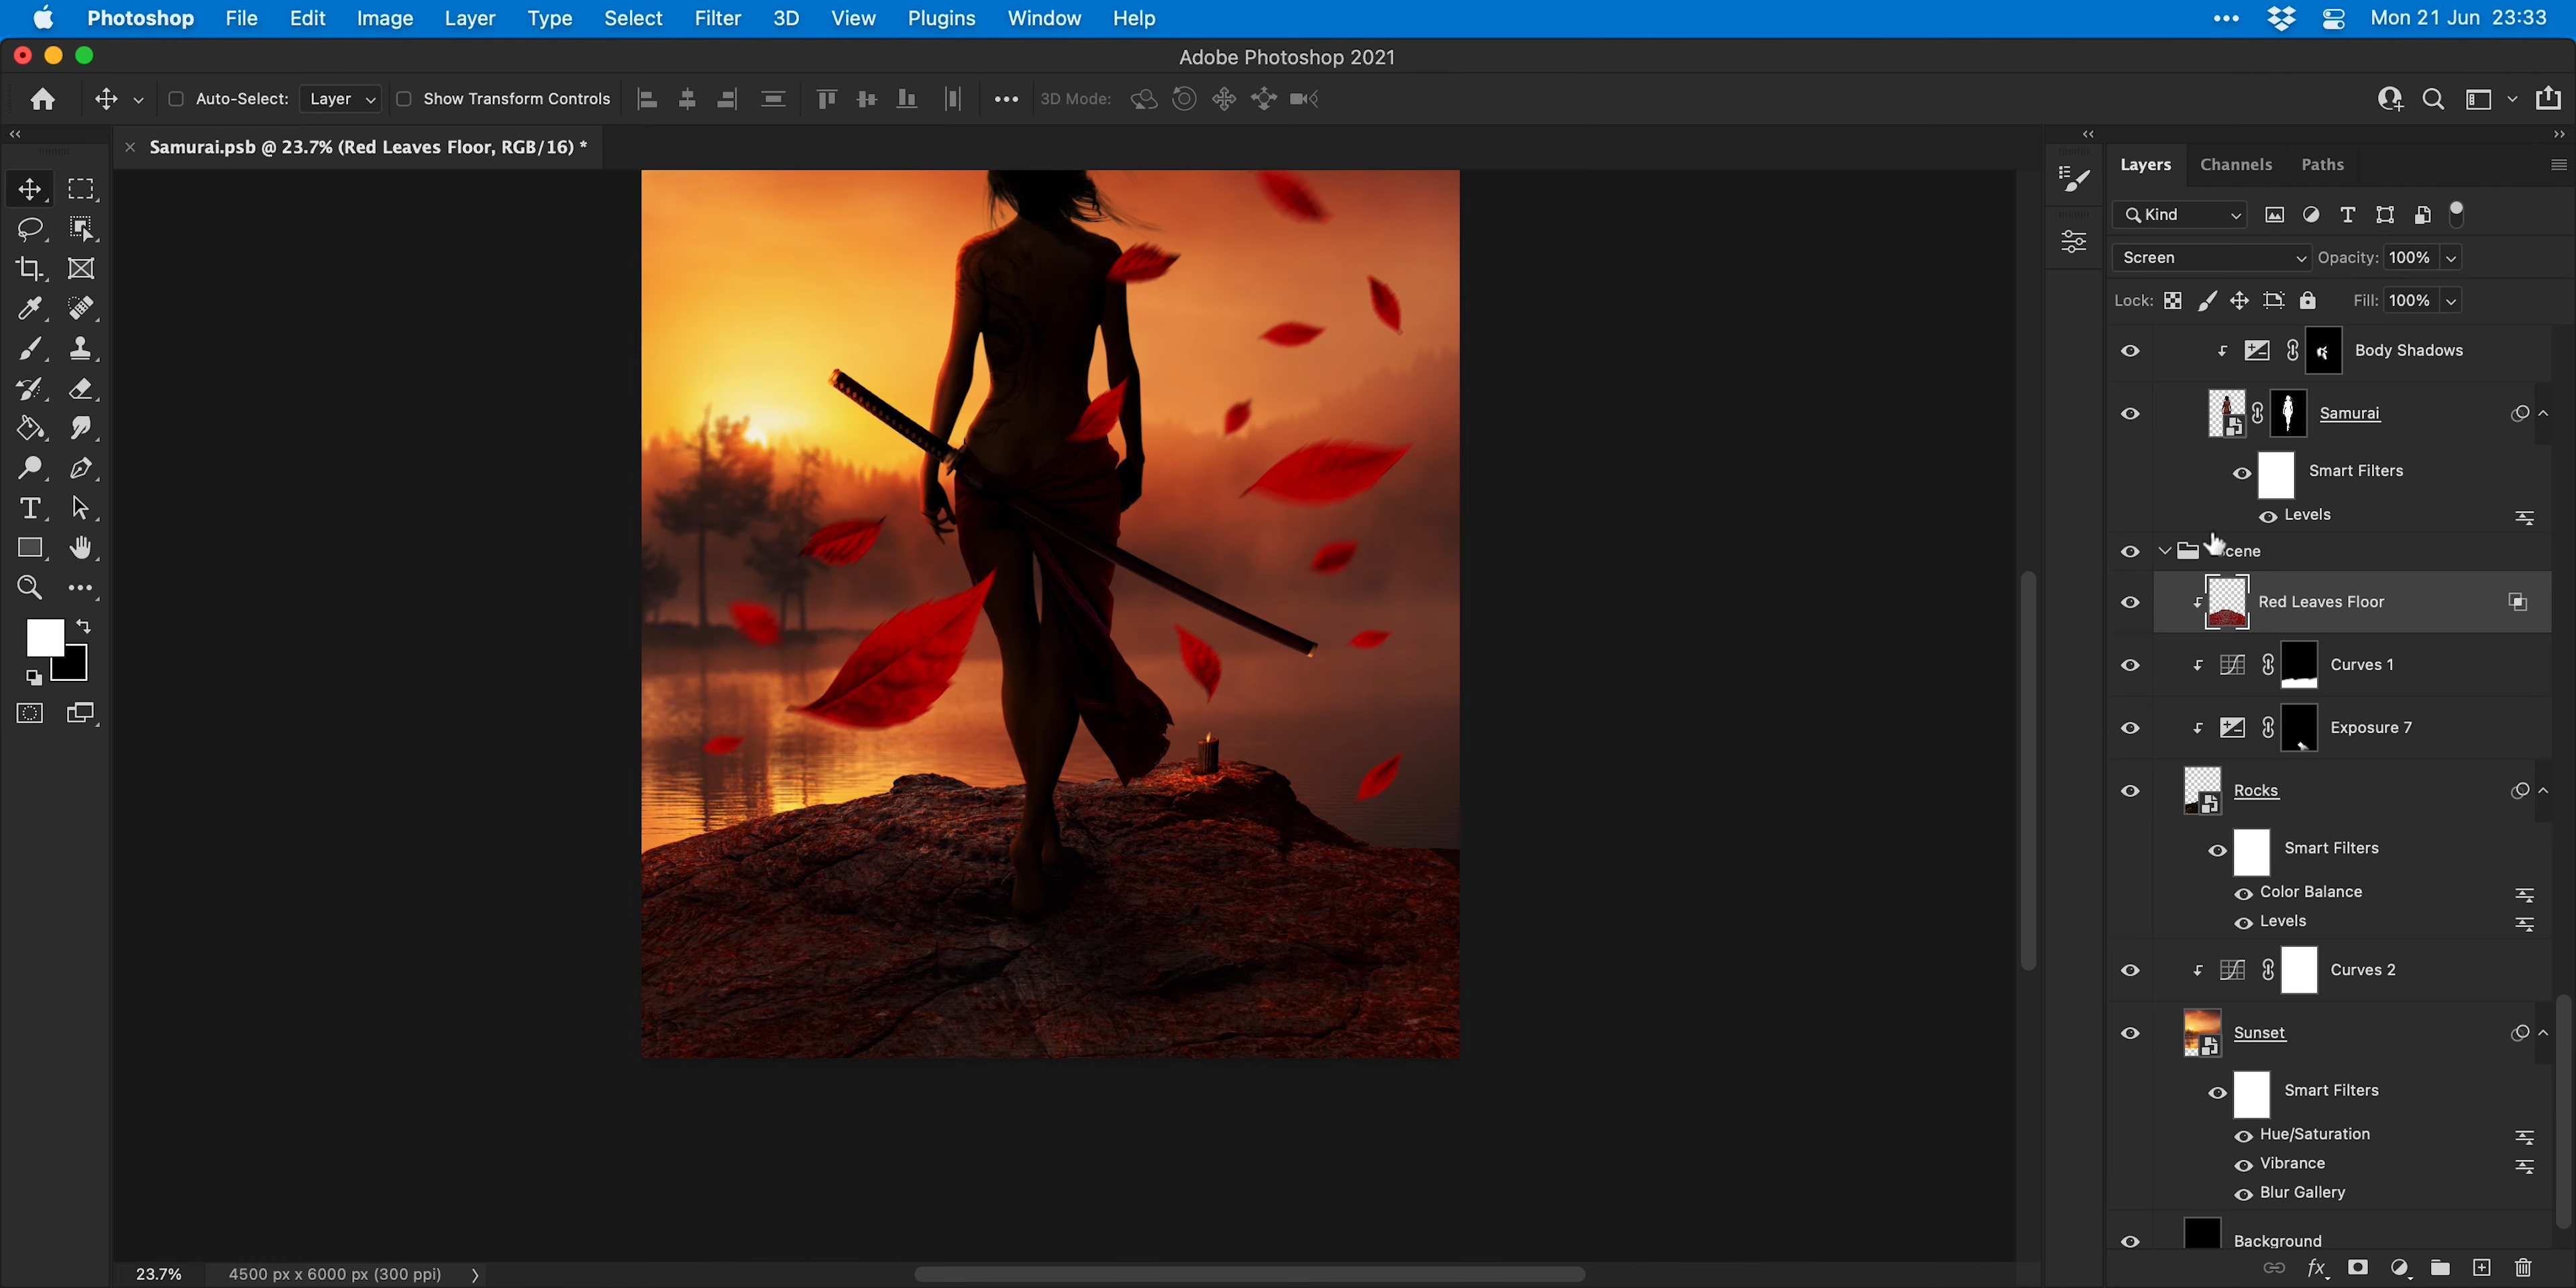 Photoshop File Edit Image Layer Type Select Filter 3D View Plugins Window Help Mon 21 Jun 23:33
Adobe Photoshop 2021
Auto-Select: Layer Show Transform Controls 3D Mode:
Samurai.psb @ 23.7% (Red Leaves Floor, RGB/16) *
Layers Channels Paths
Kind
Screen Opacity: 100%
Lock: Fill: 100%
Body Shadows
Samurai
Smart Filters
Levels
cene
Red Leaves Floor
Curves 1
Exposure 7
Rocks
Smart Filters
Color Balance
Levels
Curves 2
Sunset
Smart Filters
Hue/Saturation
Vibrance
Blur Gallery
Background
23.7% 4500 px x 6000 px (300 ppi)
fx